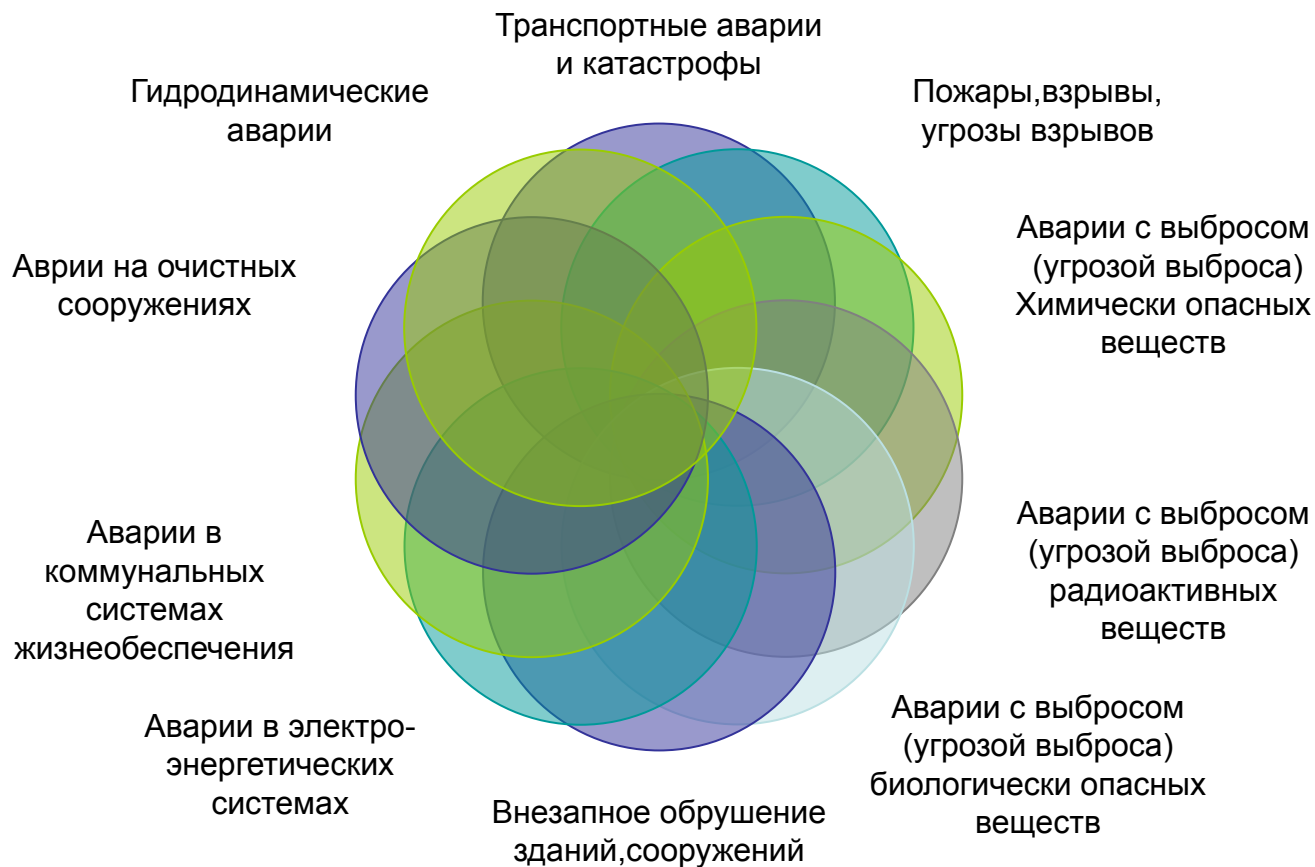 Транспортные аварии
и катастрофы
Пожары,взрывы,
угрозы взрывов
Аварии с выбросом
(угрозой выброса)
Химически опасных
веществ
Аварии с выбросом
(угрозой выброса)
радиоактивных
веществ
Аварии с выбросом
(угрозой выброса)
биологически опасных
веществ
Внезапное обрушение
зданий,сооружений
Аварии в электро-
энергетических
системах
Аварии в
коммунальных
системах
жизнеобеспечения
Аврии на очистных
сооружениях
Гидродинамические
аварии